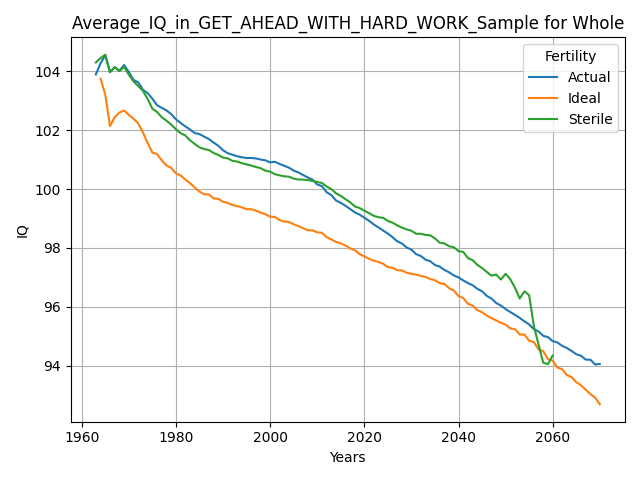 Average_IQ_in_GET_AHEAD_WITH_HARD_WORK_Sample for Whole
Fertility
Actual
Ideal
Sterile
IQ
104
102
100
98
96
94
1960
1980
2000
2020
2040
2060
Years